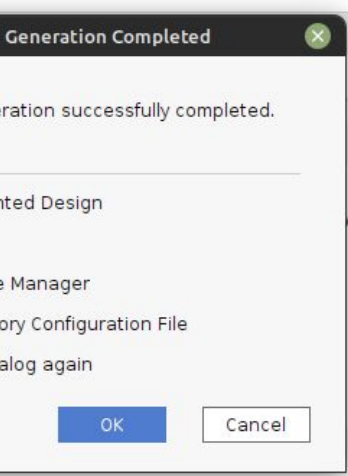 Generation Completed
eration successfully completed.
nted Design
e Manager
ory Configuration File
alog again
OK
Cancel